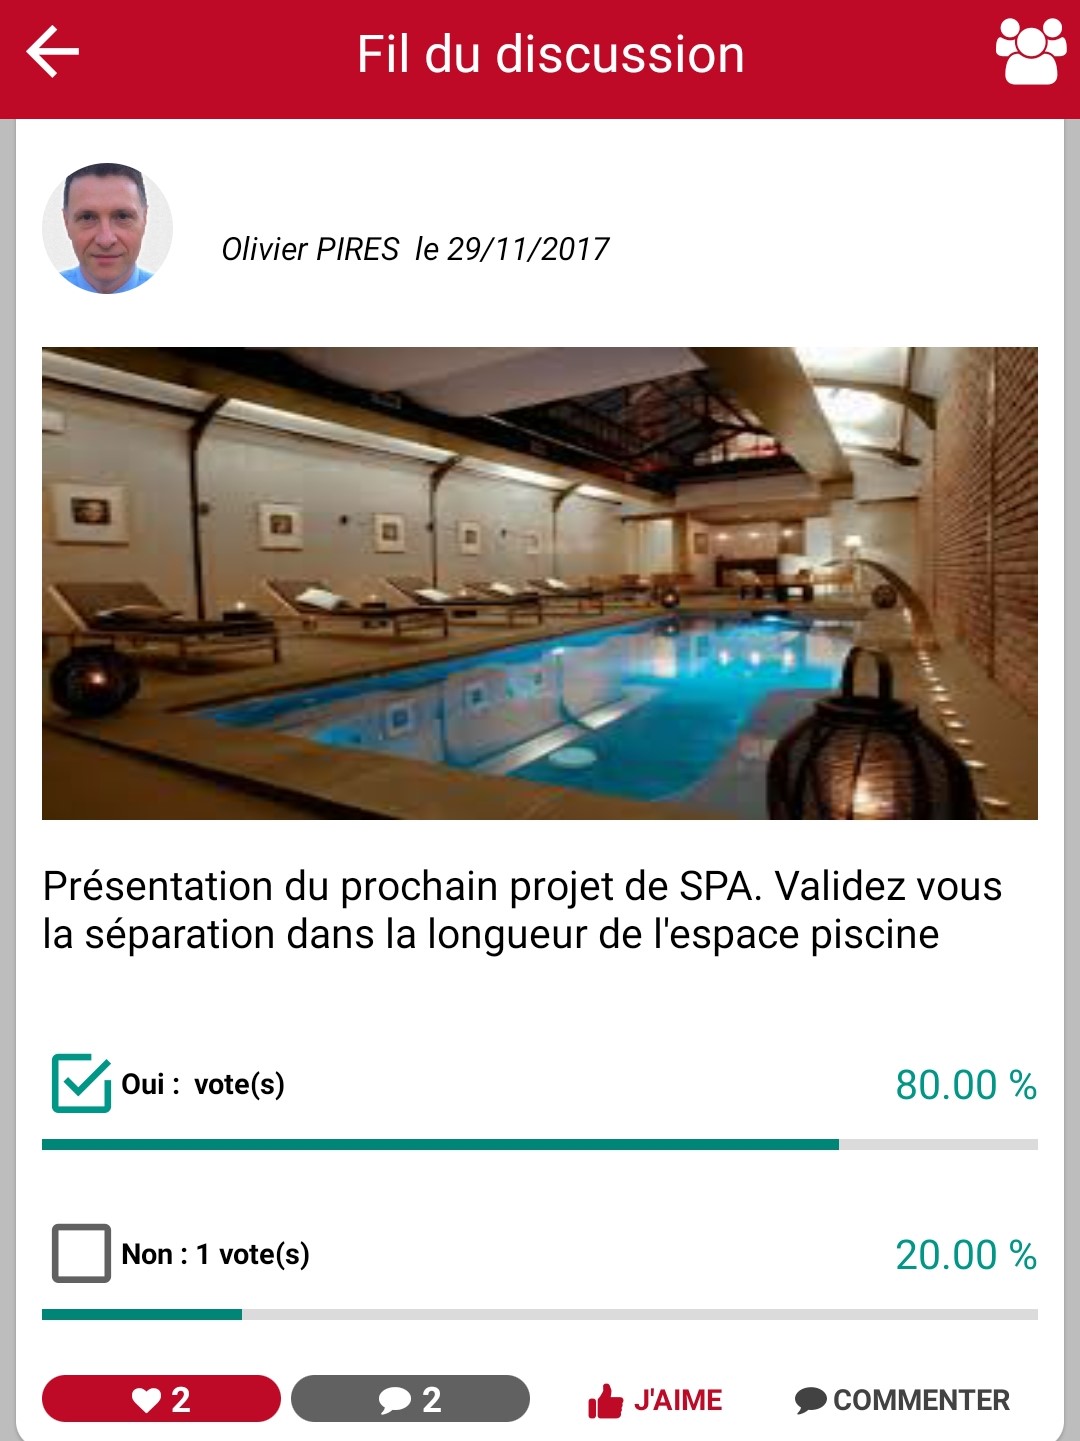 Fil du discussion
Olivier PIRES  le 29/11/2017
Présentation du prochain projet de SPA. Validez vous
la séparation dans la longueur de l'espace piscine
Oui :  vote(s) 80.00 %
Non : 1 vote(s) 20.00 %
2 2 J'AIME COMMENTER